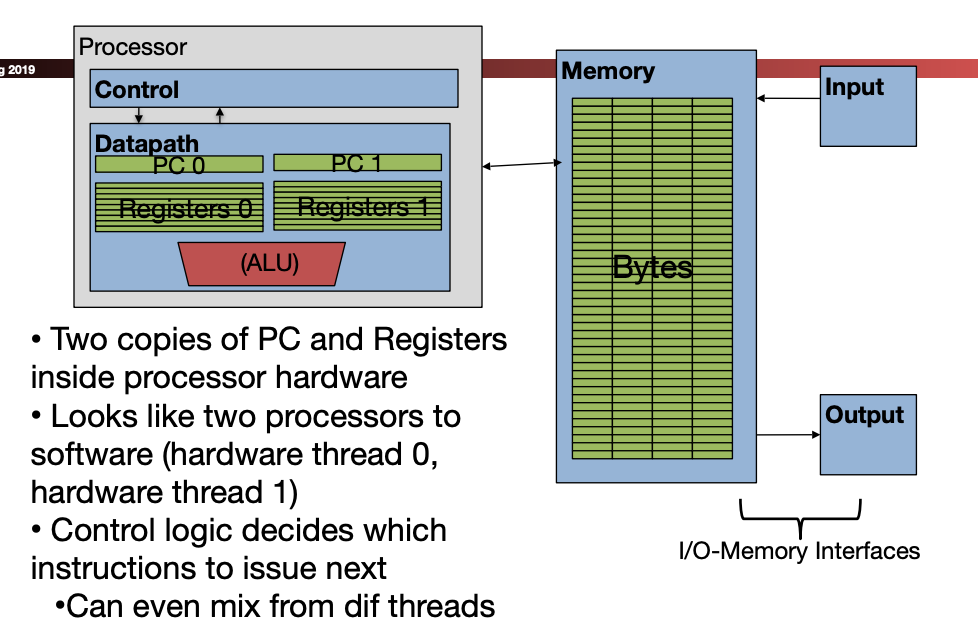 Processor
g 2019
Control
Memory
Input
Datapath
PC 0
PC 1
Registers 0
Registers 1
(ALU)
Bytes
• Two copies of PC and Registers
inside processor hardware
• Looks like two processors to
software (hardware thread 0,
hardware thread 1)
• Control logic decides which
instructions to issue next
•Can even mix from dif threads
Output
I/O-Memory Interfaces